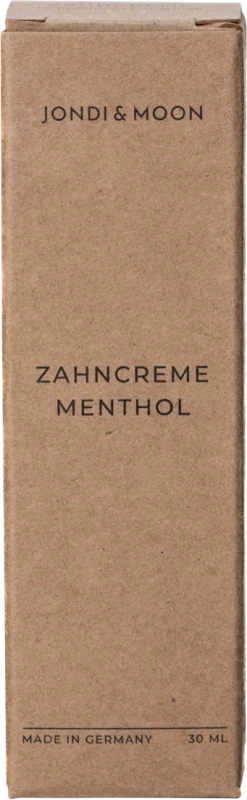 JONDI & MOON
ZAHNCREME
MENTHOL
MADE IN GERMANY 30 ML